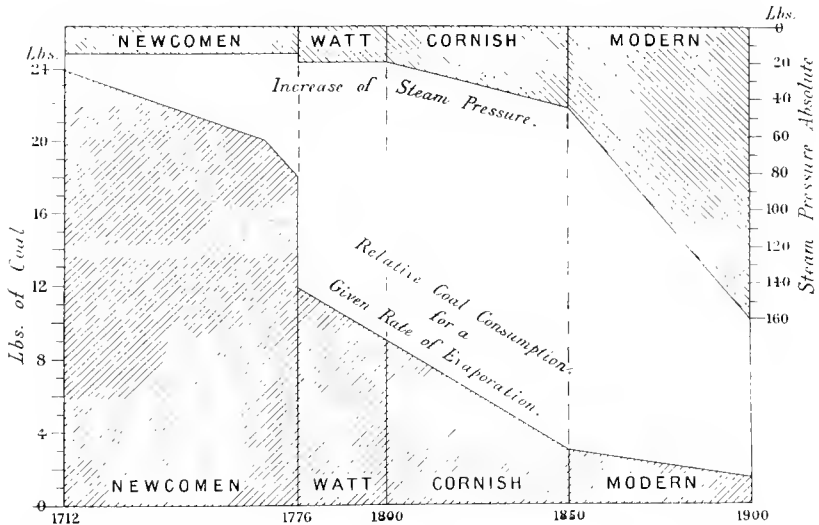 Lbs.
NEWCOMEN WATT CORNISH MODERN
Lbs.
Increase of Steam Pressure.
24
20
16
12
8
4
0
Lbs. of Coal
0
20
40
60
80
100
120
140
160
Steam Pressure Absolute
Relative Coal Consumption
for a
Given Rate of Evaporation.
NEWCOMEN WATT CORNISH MODERN
1712 1776 1800 1850 1900